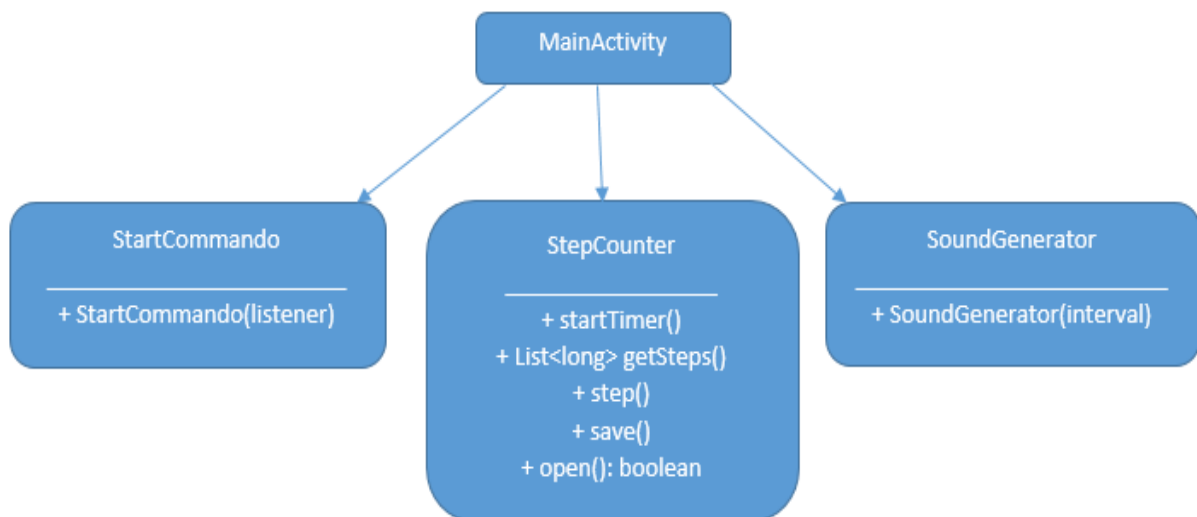 MainActivity
StartCommando
+ StartCommando(listener)
StepCounter
+ startTimer()
+ List<long> getSteps()
+ step()
+ save()
+ open(): boolean
SoundGenerator
+ SoundGenerator(interval)